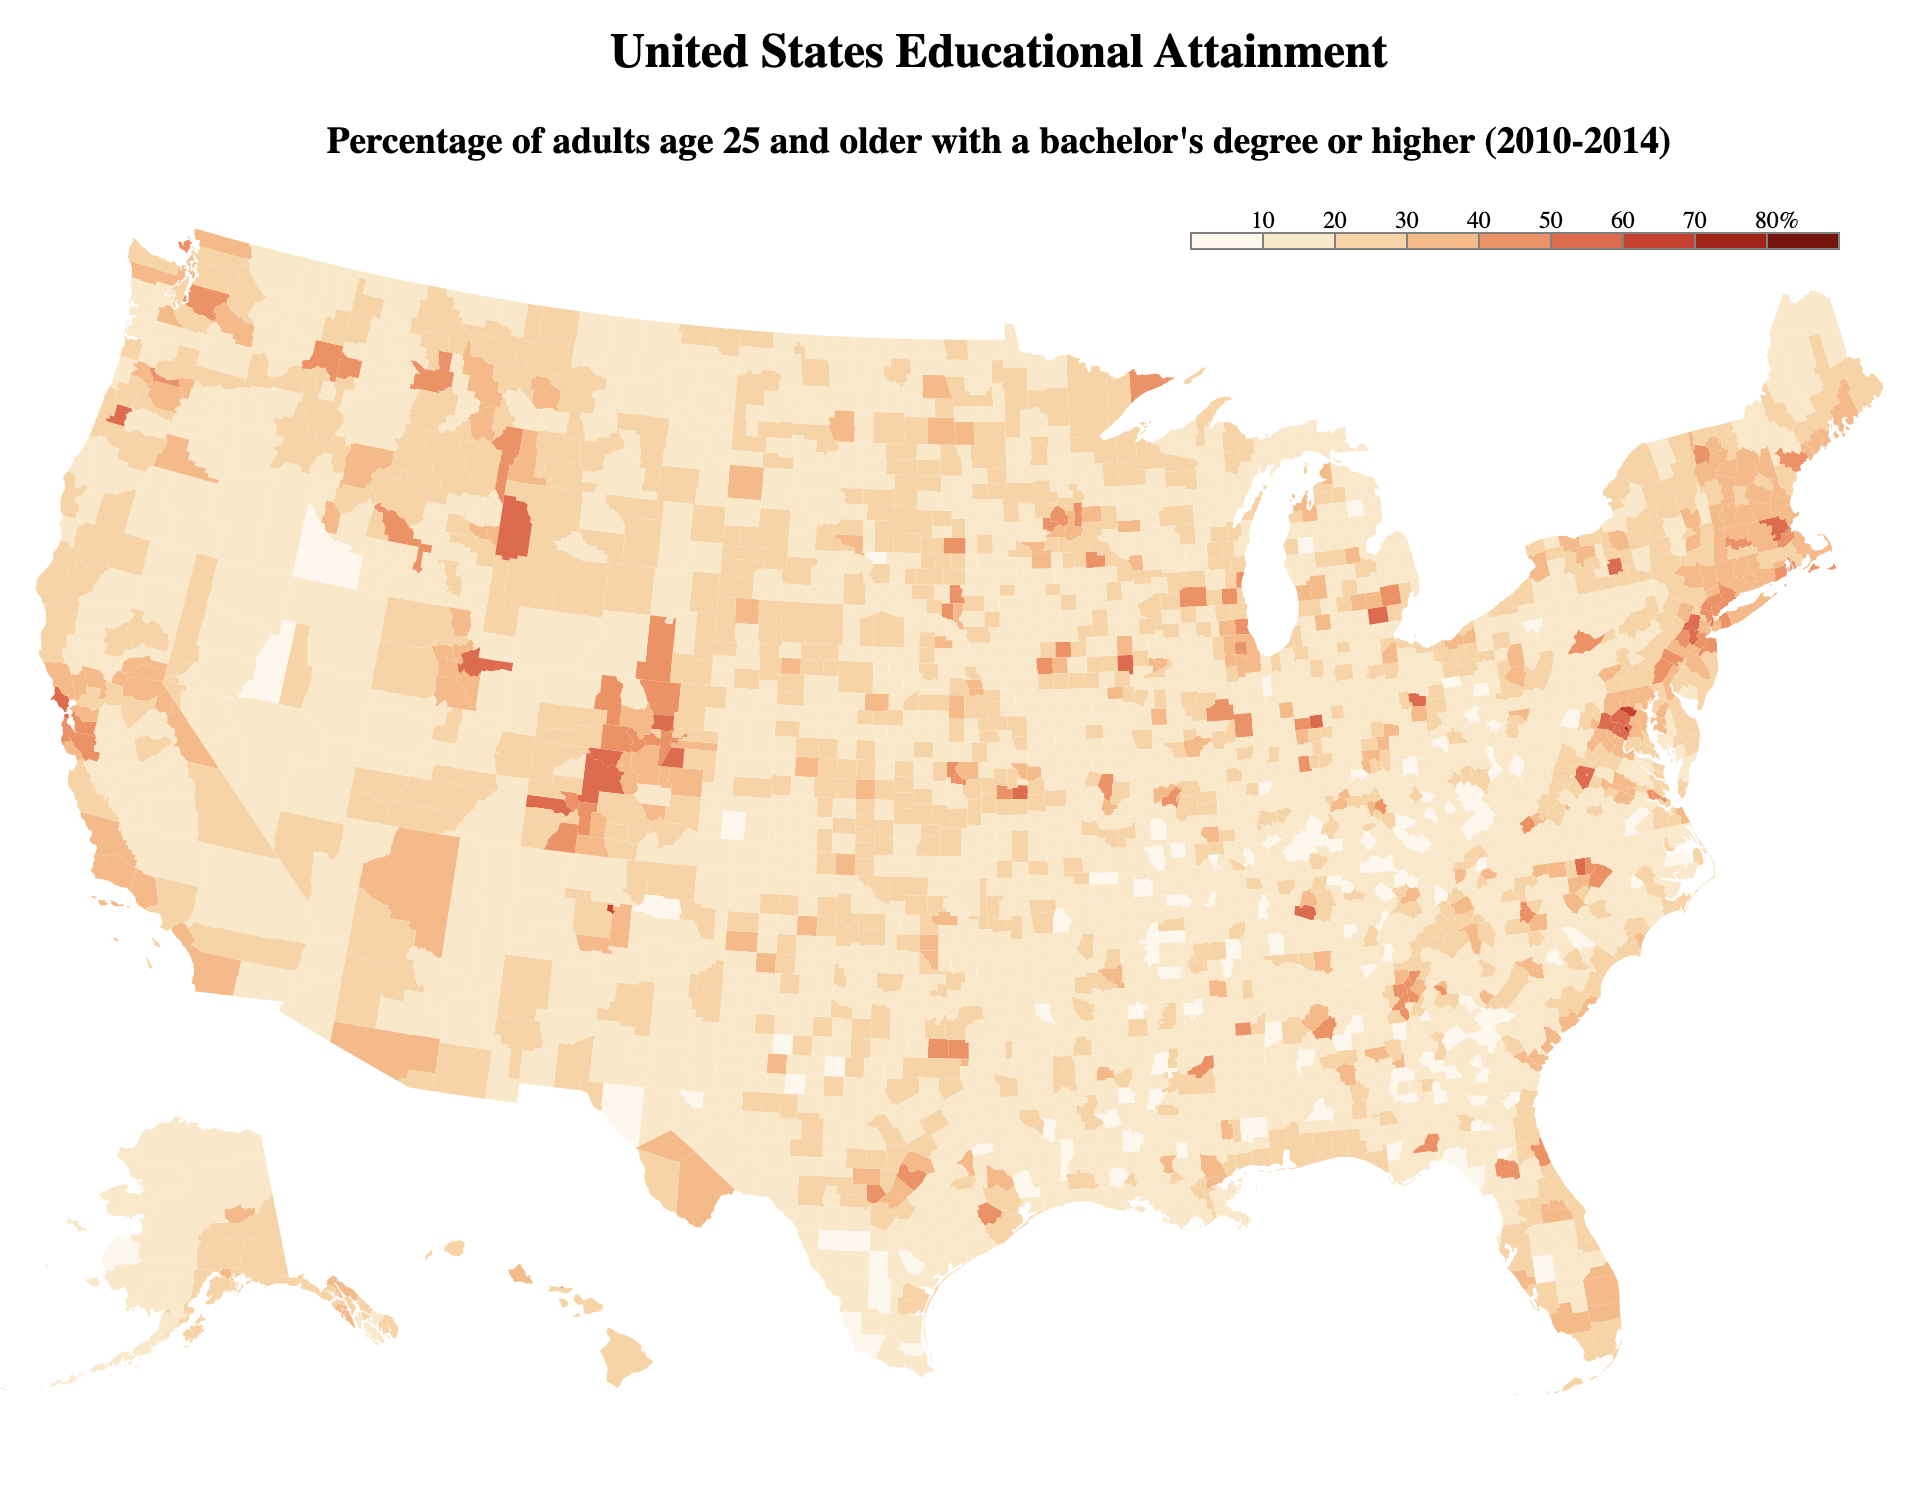 United States Educational Attainment
Percentage of adults age 25 and older with a bachelor's degree or higher (2010-2014)
10 20 30 40 50 60 70 80%